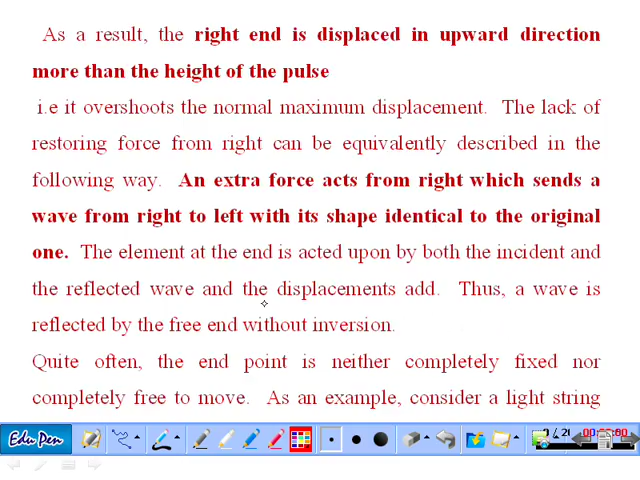 As a result, the right end is displaced in upward direction
more than the height of the pulse
i.e it overshoots the normal maximum displacement. The lack of
restoring force from right can be equivalently described in the
following way. An extra force acts from right which sends a
wave from right to left with its shape identical to the original
one. The element at the end is acted upon by both the incident and
the reflected wave and the displacements add. Thus, a wave is
reflected by the free end without inversion.
Quite often, the end point is neither completely fixed nor
completely free to move. As an example, consider a light string
Edu Pen